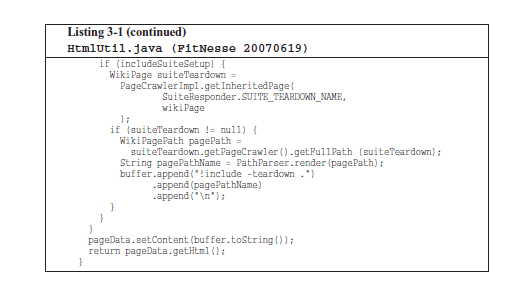 Listing 3-1 (continued)
HtmlUtil.java (FitNesse 20070619)
if (includeSuiteSetup) {
WikiPage suiteTeardown =
PageCrawlerImpl.getInheritedPage(
SuiteResponder.SUITE_TEARDOWN_NAME,
wikiPage
);
if (suiteTeardown != null) {
WikiPagePath pagePath =
suiteTeardown.getPageCrawler().getFullPath (suiteTeardown);
String pagePathName = PathParser.render(pagePath);
buffer.append("!include -teardown .")
.append(pagePathName)
.append("\n");
}
}
}
pageData.setContent(buffer.toString());
return pageData.getHtml();
}